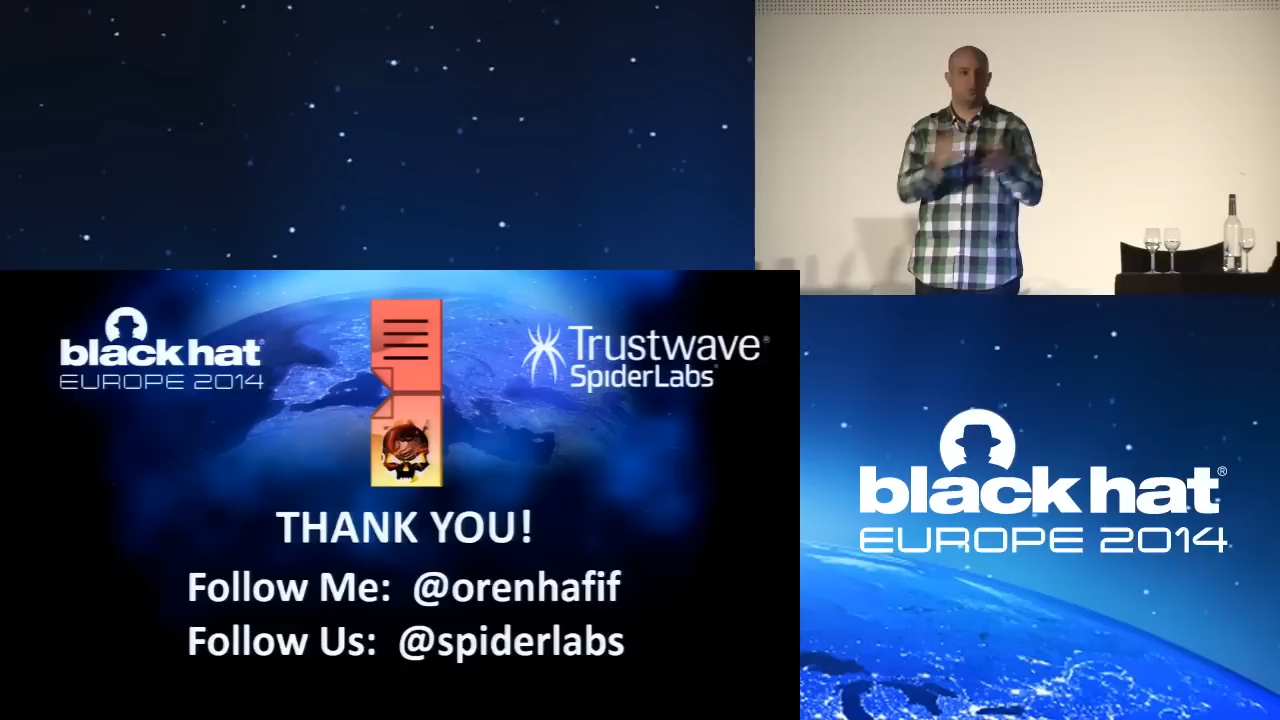 black hat®
EUROPE 2014
Trustwave®
SpiderLabs®
THANK YOU!
Follow Me: @orenhafif
Follow Us: @spiderlabs
black hat®
EUROPE 2014